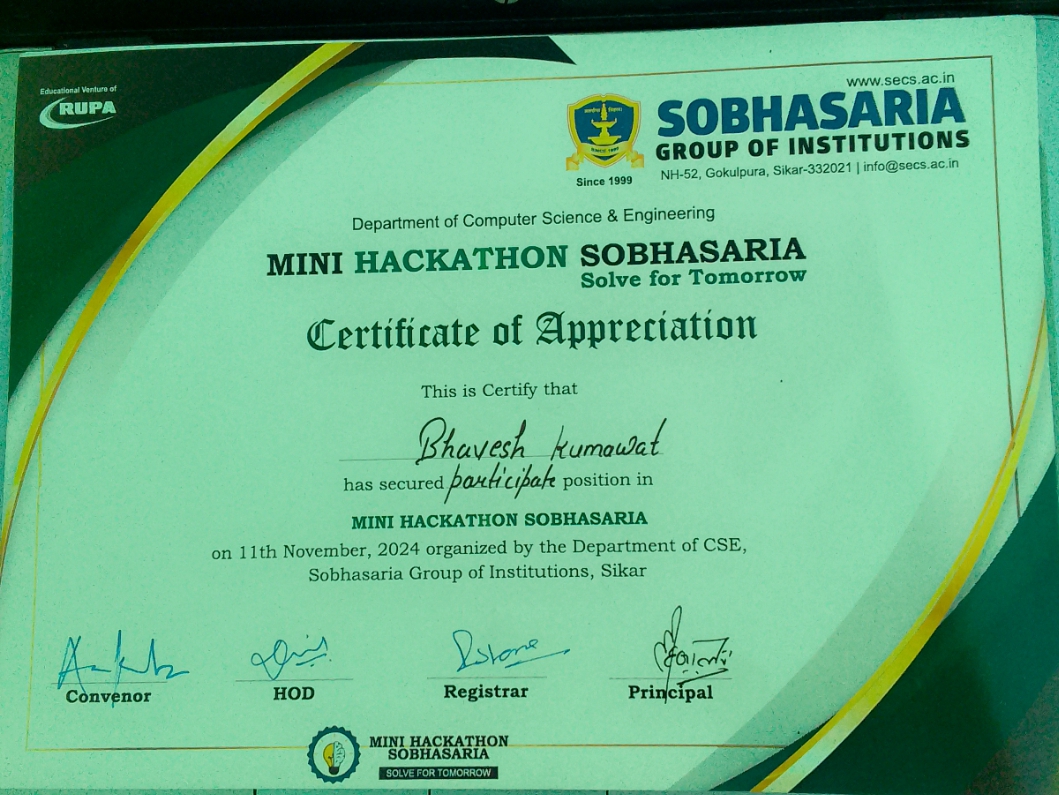 Educational Venture of
RUPA
www.secs.ac.in
SOBHASARIA
GROUP OF INSTITUTIONS
NH-52, Gokulpura, Sikar-332021 | info@secs.ac.in
SINCE 1999
Since 1999
Department of Computer Science & Engineering
MINI HACKATHON SOBHASARIA
Solve for Tomorrow
Certificate of Appreciation
This is Certify that
Bhavesh Kumawat
has secured participate position in
MINI HACKATHON SOBHASARIA
on 11th November, 2024 organized by the Department of CSE,
Sobhasaria Group of Institutions, Sikar
Convenor HOD Registrar Principal
MINI HACKATHON
SOBHASARIA
SOLVE FOR TOMORROW